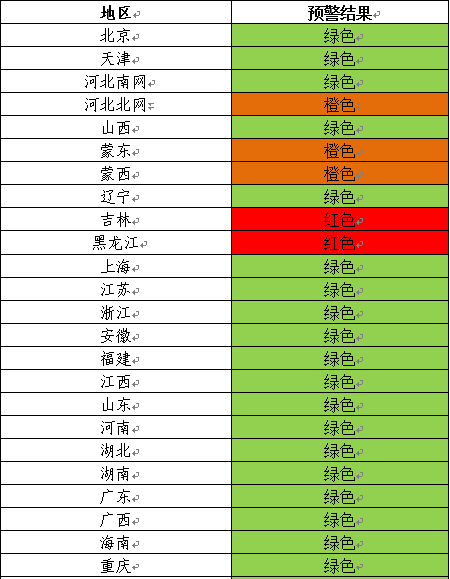 地区 预警结果
北京 绿色
天津 绿色
河北南网 绿色
河北北网 橙色
山西 绿色
蒙东 橙色
蒙西 橙色
辽宁 绿色
吉林 红色
黑龙江 红色
上海 绿色
江苏 绿色
浙江 绿色
安徽 绿色
福建 绿色
江西 绿色
山东 绿色
河南 绿色
湖北 绿色
湖南 绿色
广东 绿色
广西 绿色
海南 绿色
重庆 绿色